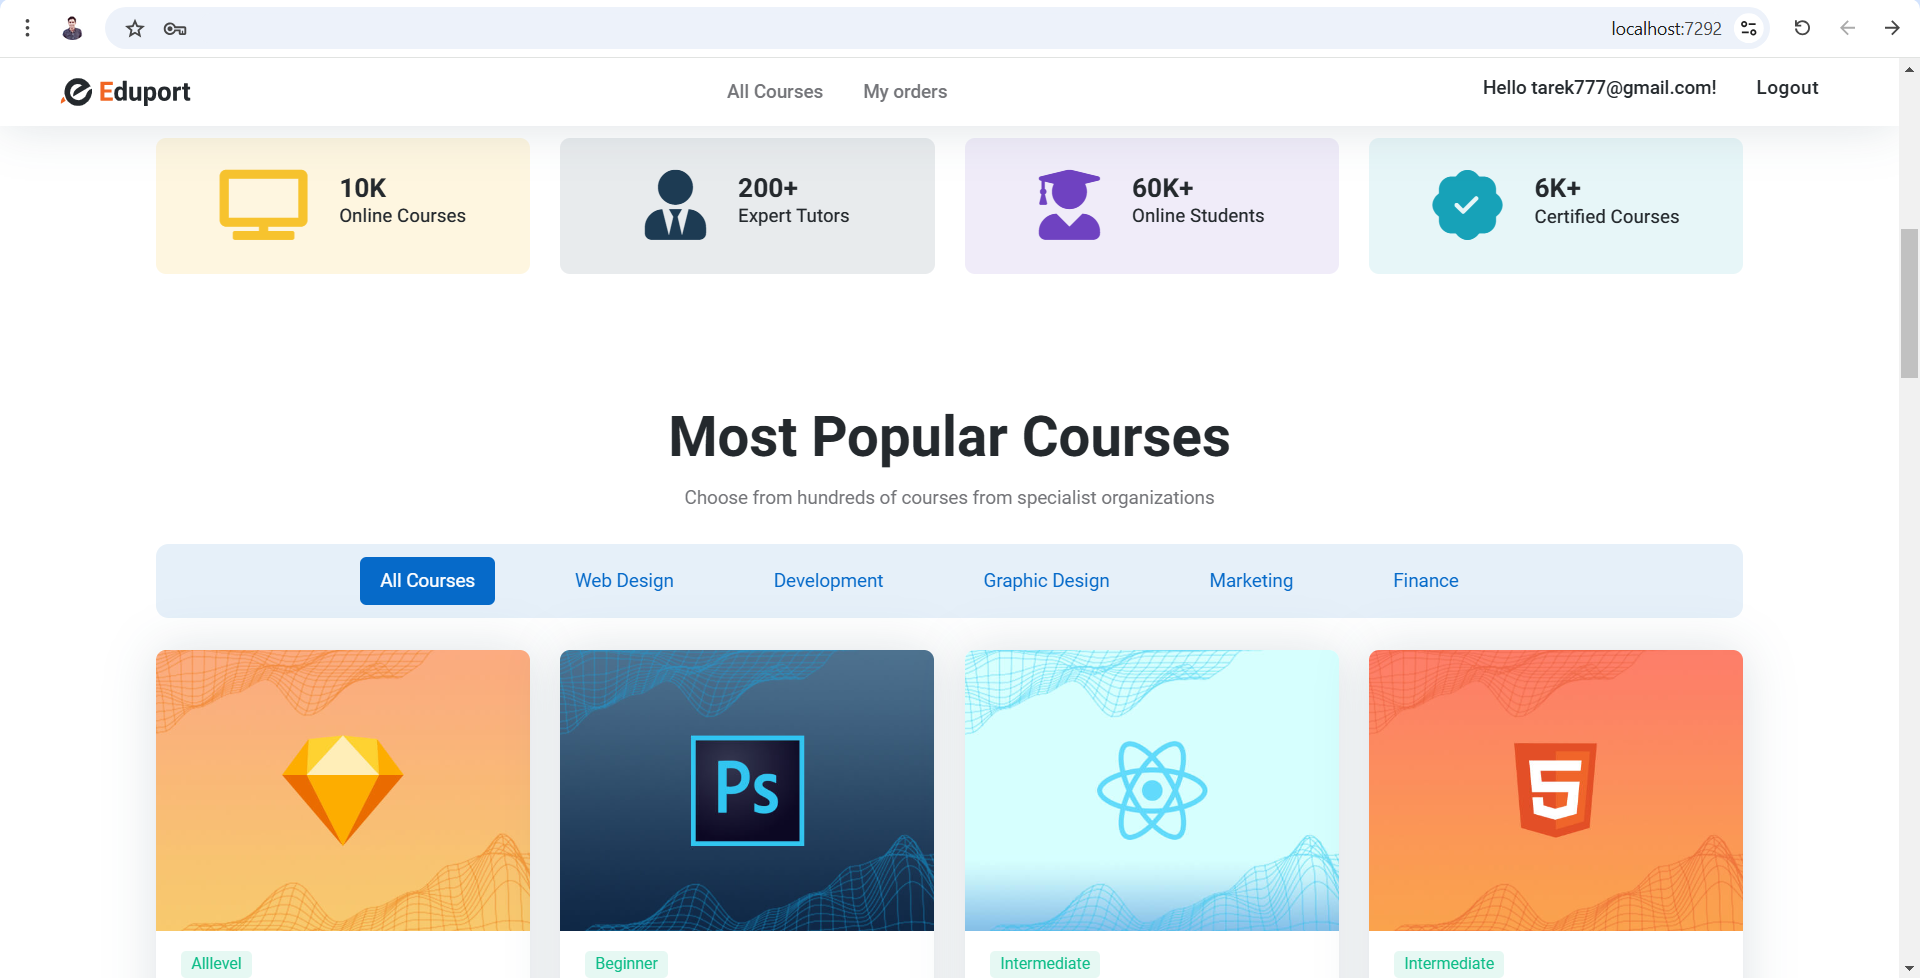 localhost:7292
Eduport
All Courses
My orders
Hello tarek777@gmail.com!
Logout
10K
Online Courses
200+
Expert Tutors
60K+
Online Students
6K+
Certified Courses
Most Popular Courses
Choose from hundreds of courses from specialist organizations
All Courses
Web Design
Development
Graphic Design
Marketing
Finance
Ps
5
Alllevel
Beginner
Intermediate
Intermediate